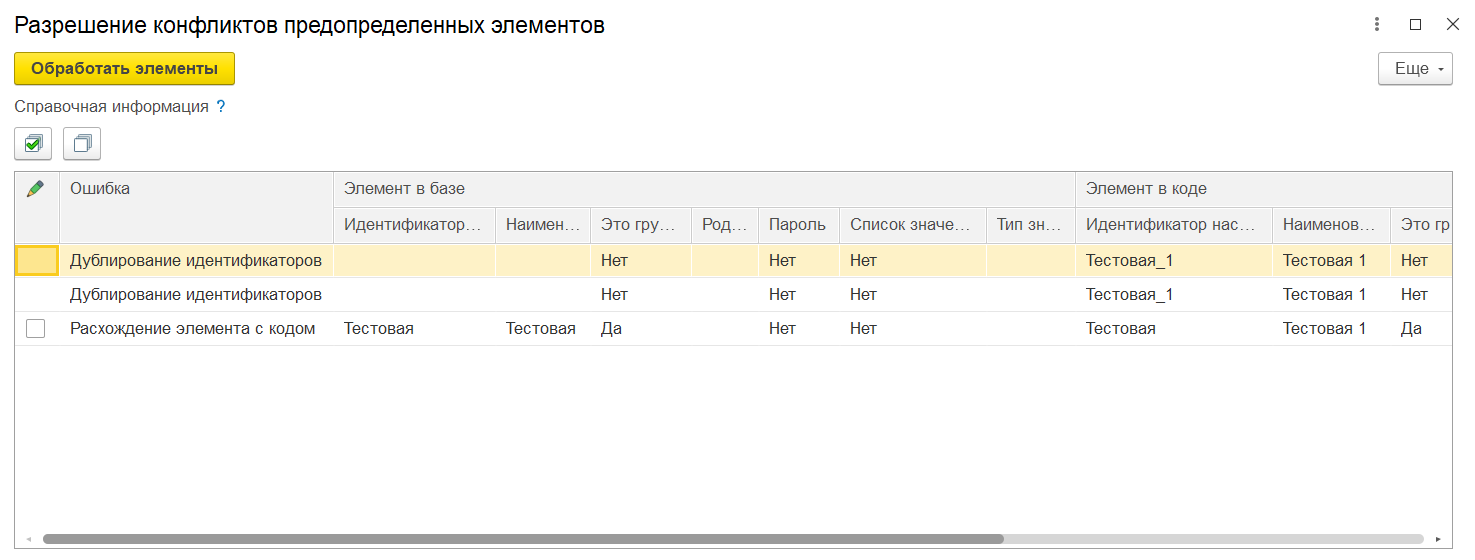 Разрешение конфликтов предопределенных элементов
Обработать элементы
Еще
Справочная информация ?
Ошибка Элемент в базе Элемент в коде
Идентификатор... Наимен... Это гру... Род... Пароль Список значе... Тип зн... Идентификатор нас... Наименов... Это гр
Дублирование идентификаторов Нет Нет Нет Тестовая_1 Тестовая 1 Нет
Дублирование идентификаторов Нет Нет Нет Тестовая_1 Тестовая 1 Нет
Расхождение элемента с кодом Тестовая Тестовая Да Нет Нет Тестовая Тестовая 1 Да